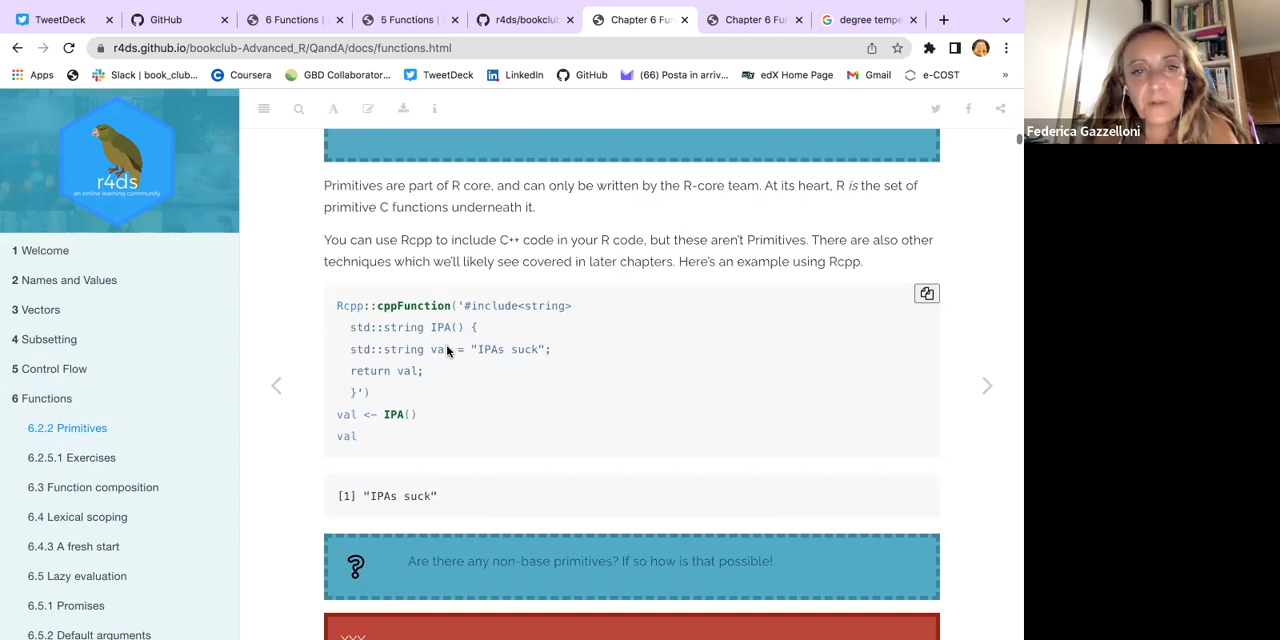 TweetDeck
GitHub
6 Functions |
5 Functions |
r4ds/bookclub
Chapter 6 Fun
Chapter 6 Fun
degree tempe
r4ds.github.io/bookclub-Advanced_R/QandA/docs/functions.html
Apps
Slack | book_club...
Coursera
GBD Collaborator...
TweetDeck
LinkedIn
GitHub
(66) Posta in arriv...
edX Home Page
Gmail
e-COST
»
r4ds
an online learning community
1 Welcome
2 Names and Values
3 Vectors
4 Subsetting
5 Control Flow
6 Functions
6.2.2 Primitives
6.2.5.1 Exercises
6.3 Function composition
6.4 Lexical scoping
6.4.3 A fresh start
6.5 Lazy evaluation
6.5.1 Promises
6.5.2 Default arguments
Primitives are part of R core, and can only be written by the R-core team. At its heart, R is the set of
primitive C functions underneath it.
You can use Rcpp to include C++ code in your R code, but these aren't Primitives. There are also other
techniques which we'll likely see covered in later chapters. Here's an example using Rcpp.
Rcpp::cppFunction('#include<string>
std::string IPA() {
std::string val = "IPAs suck";
return val;
}')
val <- IPA()
val
[1] "IPAs suck"
? Are there any non-base primitives? If so how is that possible!
Federica Gazzelloni